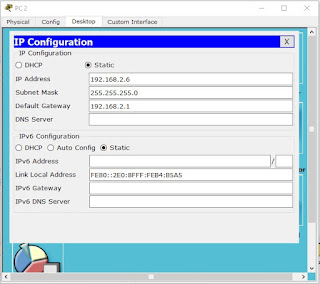 PC2
Physical Config Desktop Custom Interface
IP Configuration X
IP Configuration
DHCP Static
IP Address 192.168.2.6
Subnet Mask 255.255.255.0
Default Gateway 192.168.2.1
DNS Server
IPv6 Configuration
DHCP Auto Config Static
IPv6 Address /
Link Local Address FE80::2E0:8FFF:FEB4:B5A5
IPv6 Gateway
IPv6 DNS Server
or